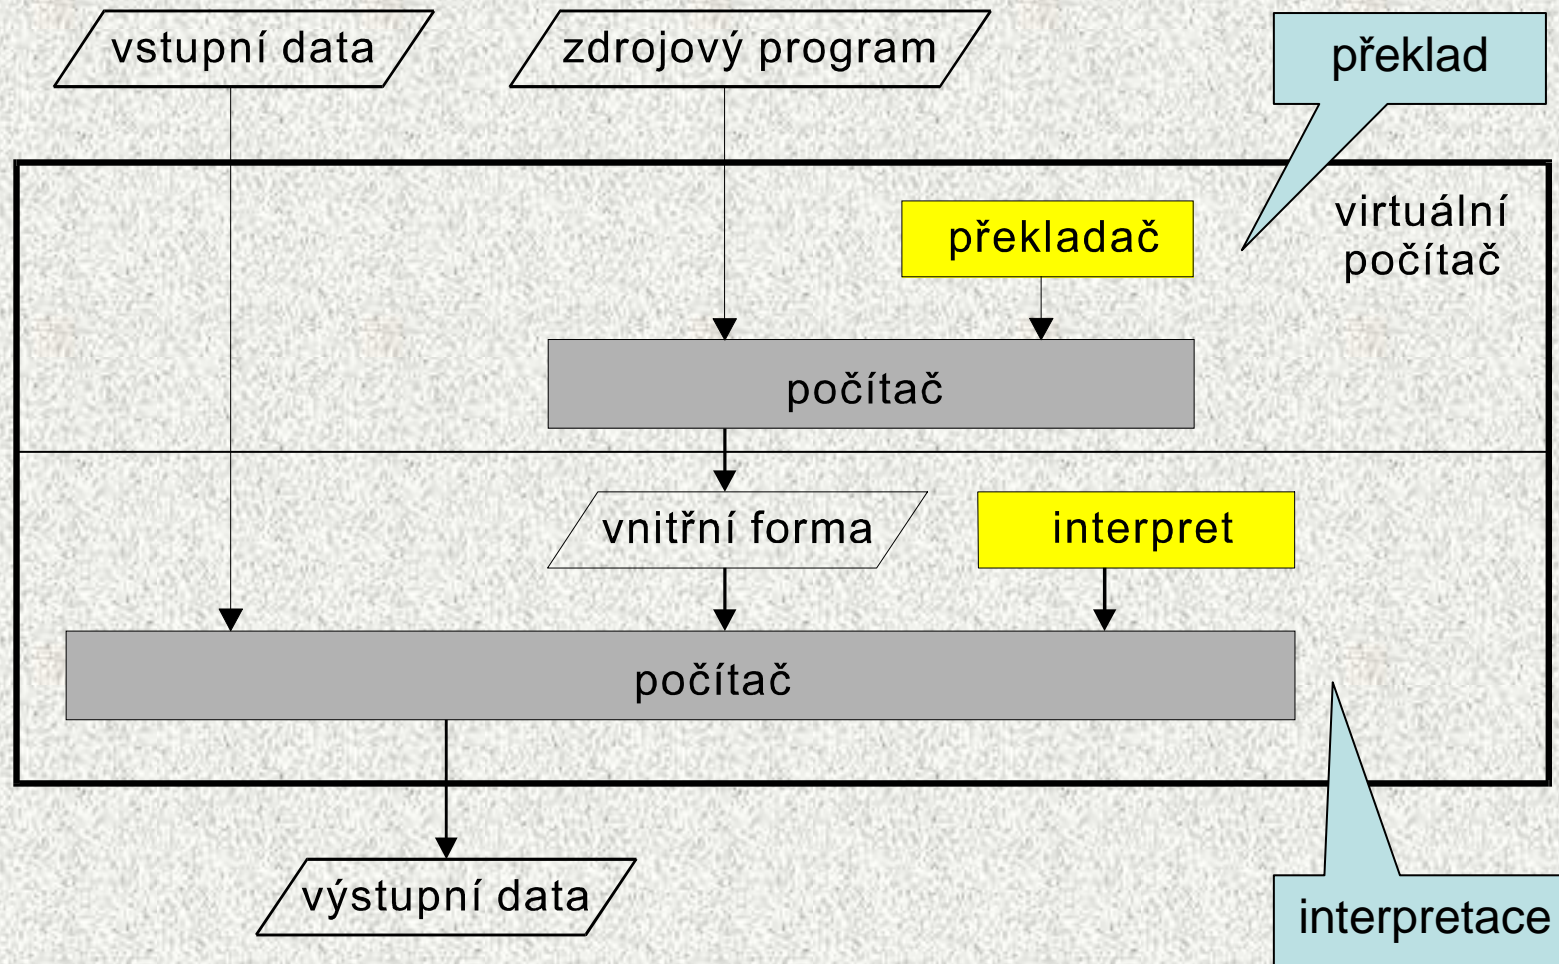 vstupní data
zdrojový program
překlad
virtuální
počítač
překladač
počítač
vnitřní forma
interpret
počítač
výstupní data
interpretace